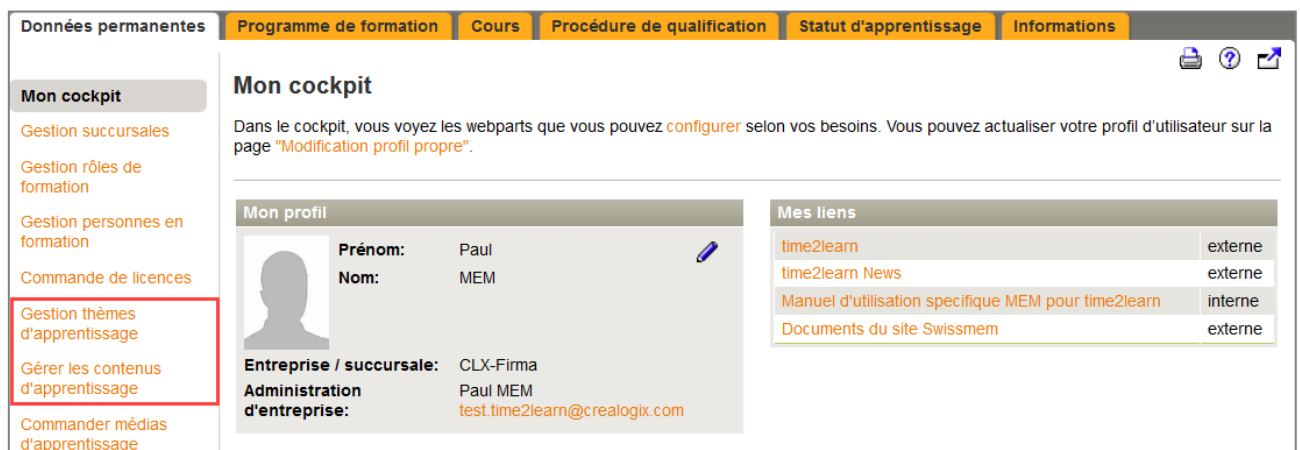 Données permanentes
Programme de formation
Cours
Procédure de qualification
Statut d'apprentissage
Informations
Mon cockpit
Gestion succursales
Gestion rôles de
formation
Gestion personnes en
formation
Commande de licences
Gestion thèmes
d'apprentissage
Gérer les contenus
d'apprentissage
Commander médias
d'apprentissage
Mon cockpit
Dans le cockpit, vous voyez les webparts que vous pouvez configurer selon vos besoins. Vous pouvez actualiser votre profil d'utilisateur sur la
page "Modification profil propre".
Mon profil
Prénom: Paul
Nom: MEM
Entreprise / succursale: CLX-Firma
Administration Paul MEM
d'entreprise: test.time2learn@crealogix.com
Mes liens
time2learn externe
time2learn News externe
Manuel d'utilisation specifique MEM pour time2learn interne
Documents du site Swissmem externe